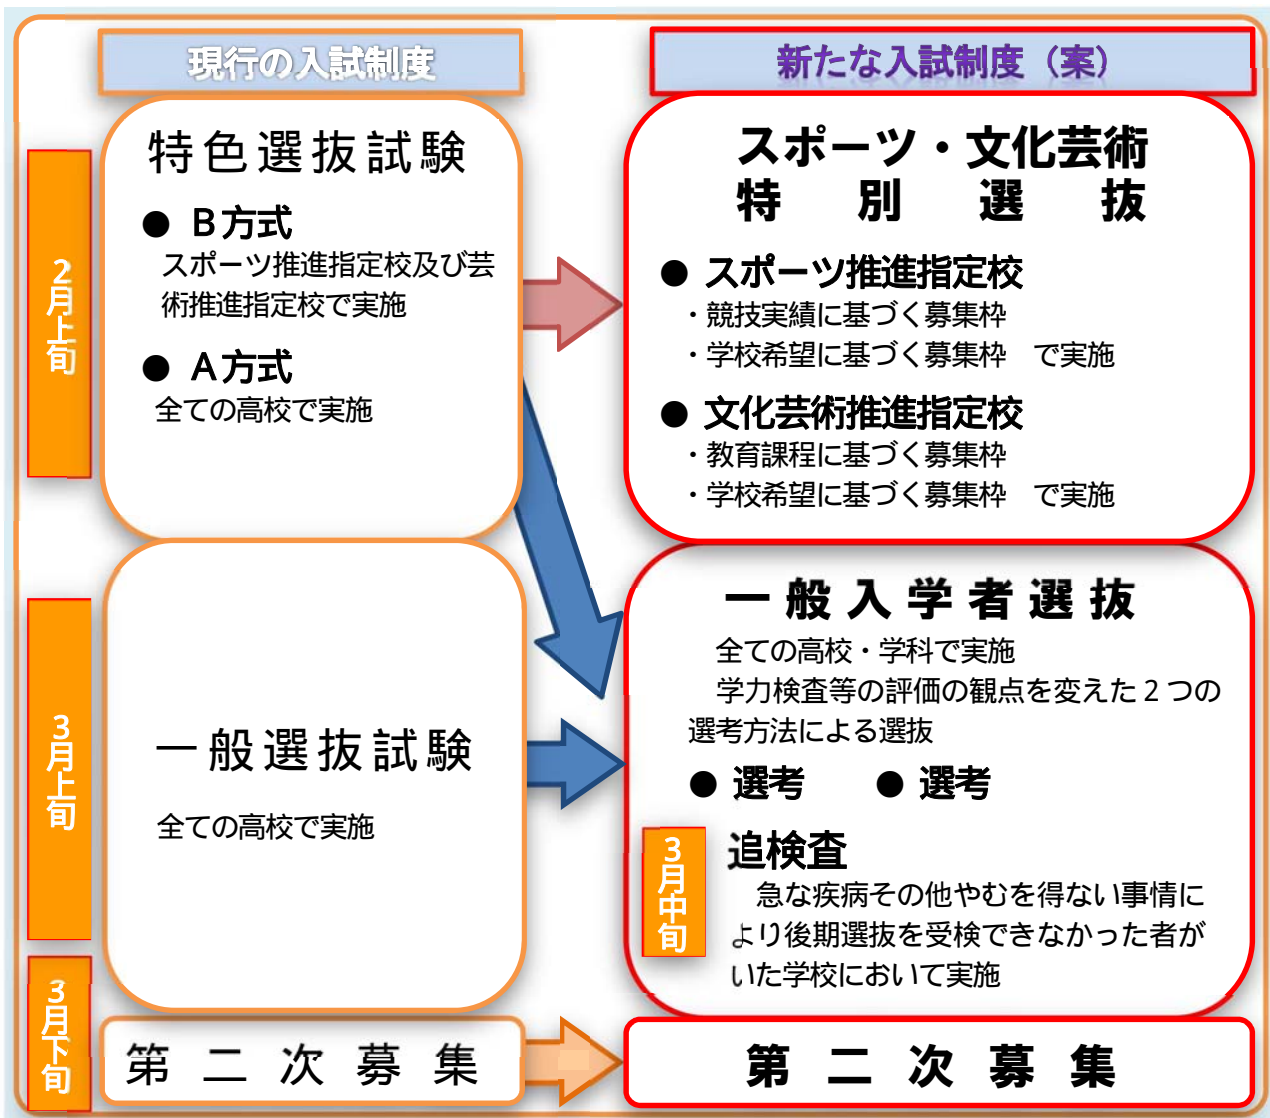 現行の入試制度
新たな入試制度（案）
2月上旬
特色選抜試験
● Ｂ方式
スポーツ推進指定校及び芸
術推進指定校で実施
● Ａ方式
全ての高校で実施
スポーツ・文化芸術
特別選抜
● スポーツ推進指定校
・競技実績に基づく募集枠
・学校希望に基づく募集枠　で実施
● 文化芸術推進指定校
・教育課程に基づく募集枠
・学校希望に基づく募集枠　で実施
3月上旬
一般選抜試験
全ての高校で実施
一般入学者選抜
全ての高校・学科で実施
学力検査等の評価の観点を変えた２つの
選考方法による選抜
● 選考　● 選考
3月中旬
追検査
急な疾病その他やむを得ない事情に
より後期選抜を受検できなかった者が
いた学校において実施
3月下旬
第二次募集
第二次募集